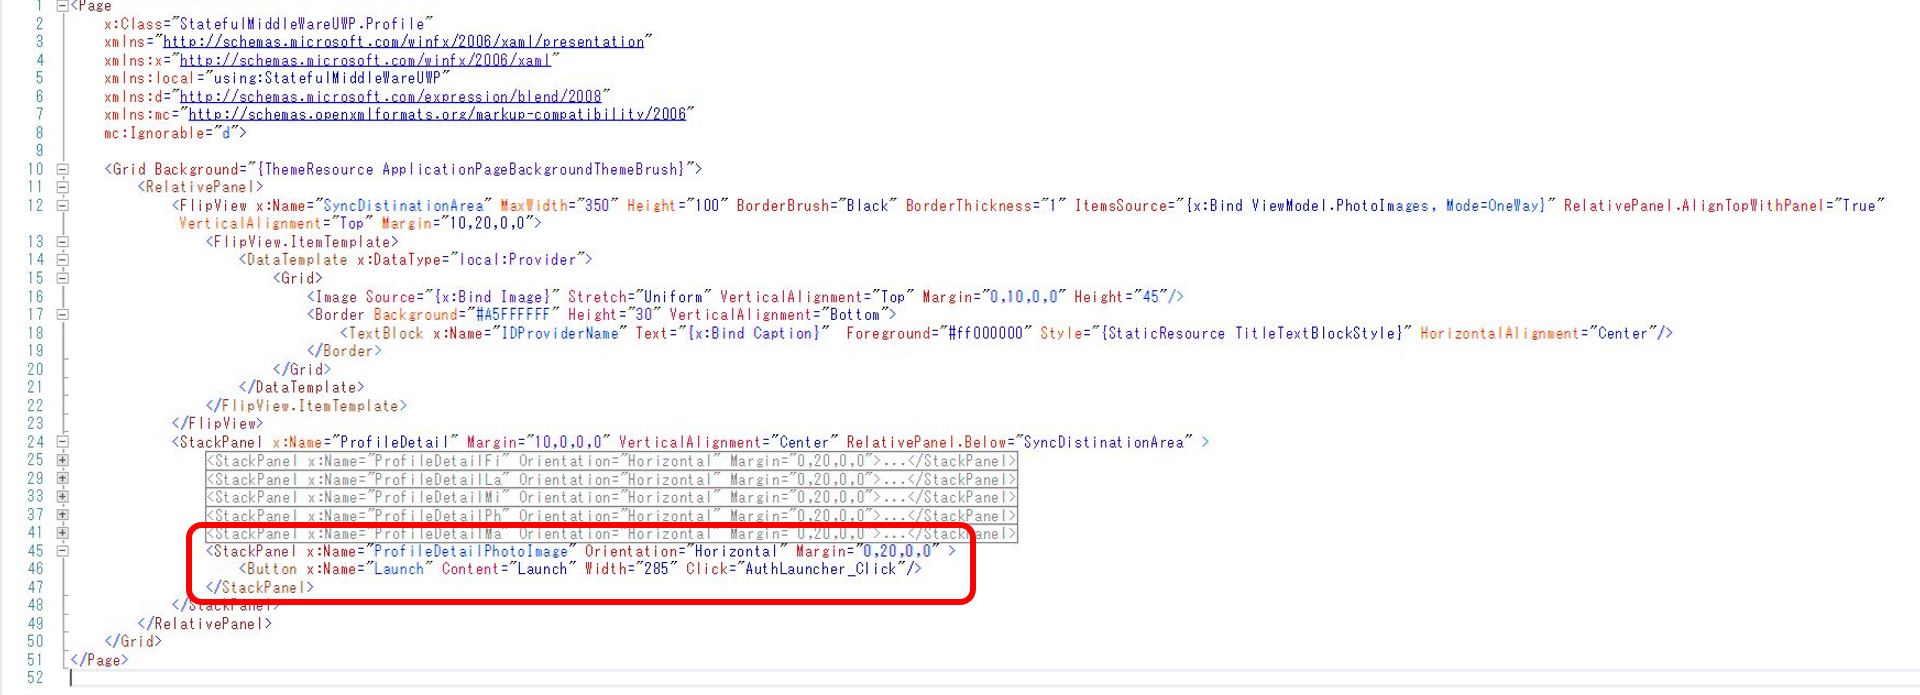 1 <Page
2 x:Class="StatefulMiddleWareUWP.Profile"
3 xmlns="http://schemas.microsoft.com/winfx/2006/xaml/presentation"
4 xmlns:x="http://schemas.microsoft.com/winfx/2006/xaml"
5 xmlns:local="using:StatefulMiddleWareUWP"
6 xmlns:d="http://schemas.microsoft.com/expression/blend/2008"
7 xmlns:mc="http://schemas.openxmlformats.org/markup-compatibility/2006"
8 mc:Ignorable="d">
9
10 <Grid Background="{ThemeResource ApplicationPageBackgroundThemeBrush}">
11 <RelativePanel>
12 <FlipView x:Name="SyncDistinationArea" MaxWidth="350" Height="100" BorderBrush="Black" BorderThickness="1" ItemsSource="{x:Bind ViewModel.PhotoImages, Mode=OneWay}" RelativePanel.AlignTopWithPanel="True"
VerticalAlignment="Top" Margin="10,20,0,0">
13 <FlipView.ItemTemplate>
14 <DataTemplate x:DataType="local:Provider">
15 <Grid>
16 <Image Source="{x:Bind Image}" Stretch="Uniform" VerticalAlignment="Top" Margin="0,10,0,0" Height="45"/>
17 <Border Background="#A5FFFFFF" Height="30" VerticalAlignment="Bottom">
18 <TextBlock x:Name="IDProviderName" Text="{x:Bind Caption}"  Foreground="#ff000000" Style="{StaticResource TitleTextBlockStyle}" HorizontalAlignment="Center"/>
19 </Border>
20 </Grid>
21 </DataTemplate>
22 </FlipView.ItemTemplate>
23 </FlipView>
24 <StackPanel x:Name="ProfileDetail" Margin="10,0,0,0" VerticalAlignment="Center" RelativePanel.Below="SyncDistinationArea" >
25 <StackPanel x:Name="ProfileDetailFi" Orientation="Horizontal" Margin="0,20,0,0">...</StackPanel>
29 <StackPanel x:Name="ProfileDetailLa" Orientation="Horizontal" Margin="0,20,0,0">...</StackPanel>
33 <StackPanel x:Name="ProfileDetailMi" Orientation="Horizontal" Margin="0,20,0,0">...</StackPanel>
37 <StackPanel x:Name="ProfileDetailPh" Orientation="Horizontal" Margin="0,20,0,0">...</StackPanel>
41 <StackPanel x:Name="ProfileDetailMa" Orientation="Horizontal" Margin="0,20,0,0">...</StackPanel>
45 <StackPanel x:Name="ProfileDetailPhotoImage" Orientation="Horizontal" Margin="0,20,0,0" >
46 <Button x:Name="Launch" Content="Launch" Width="285" Click="AuthLauncher_Click"/>
47 </StackPanel>
48 </StackPanel>
49 </RelativePanel>
50 </Grid>
51 </Page>
52